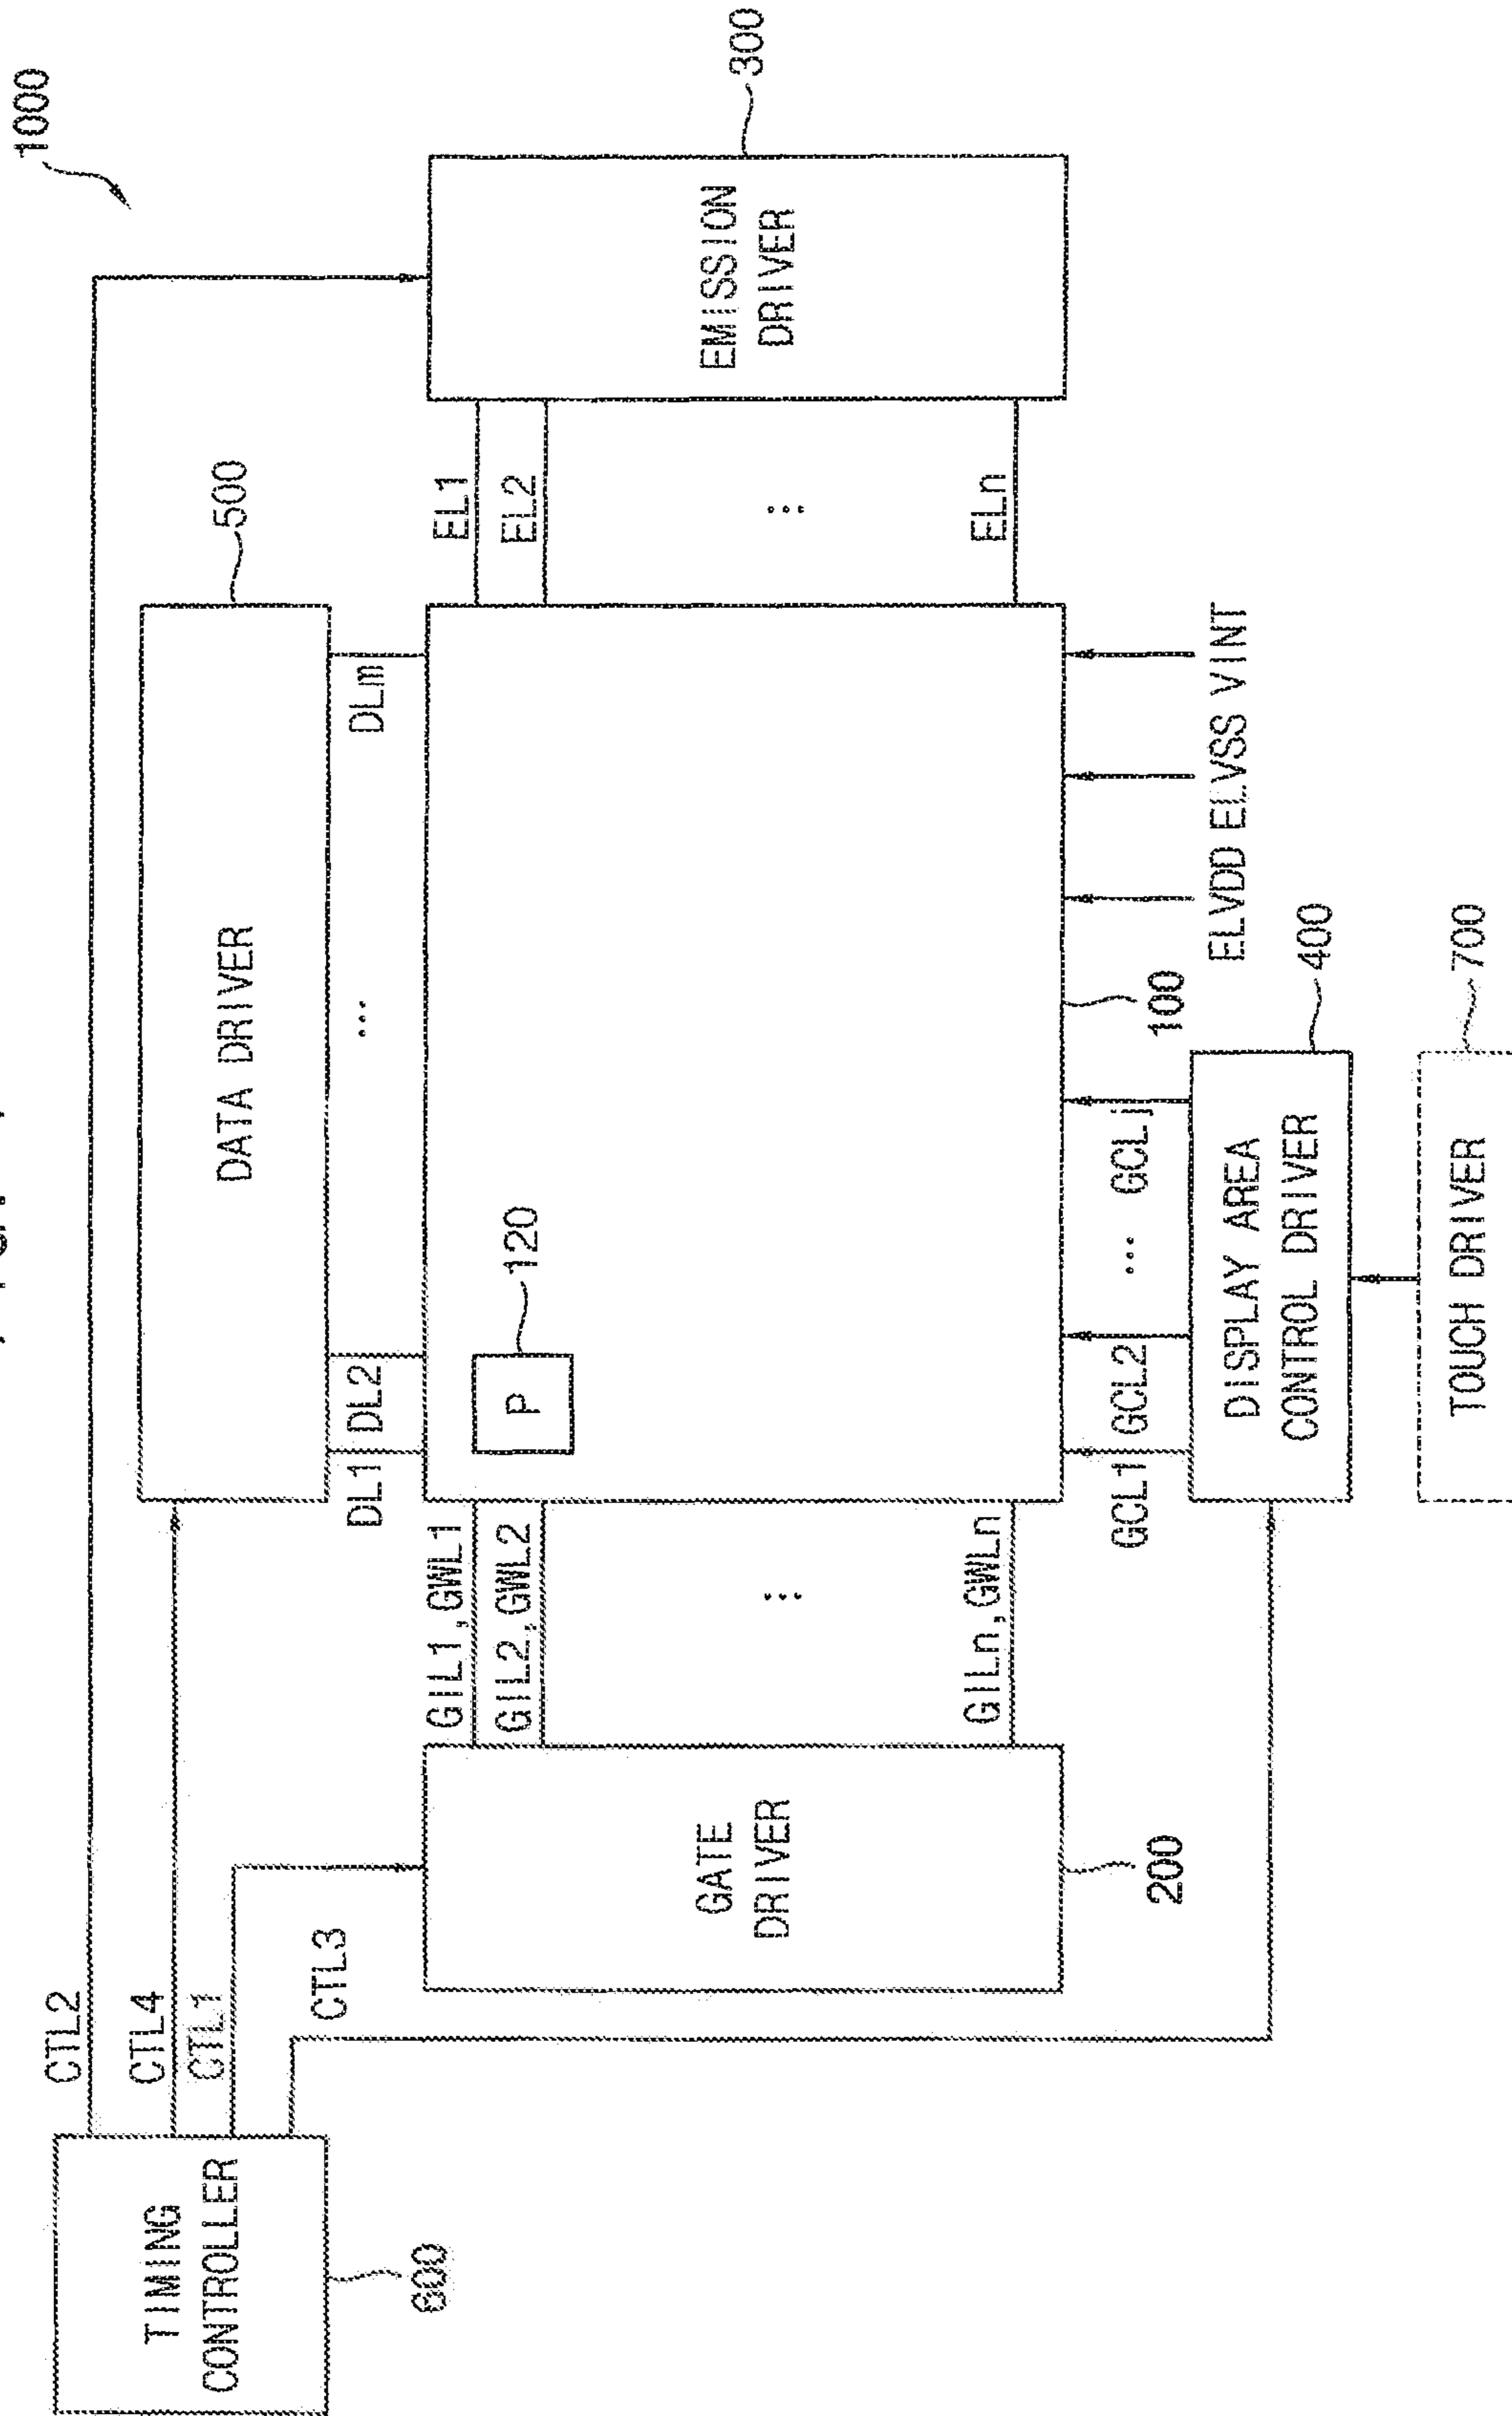 1000
TIMING
CONTROLLER
600
CTL2
CTL4
CTL1
CTL3
DATA DRIVER
500
DL1
DL2
...
DLm
GATE
DRIVER
200
GIL1,GWL1
GIL2,GWL2
...
GILn,GWLn
P
120
100
EL1
EL2
...
ELn
EMISSION
DRIVER
300
GCL1
GCL2
...
GCLj
ELVDD ELVSS VINT
DISPLAY AREA
CONTROL DRIVER
400
TOUCH DRIVER
700